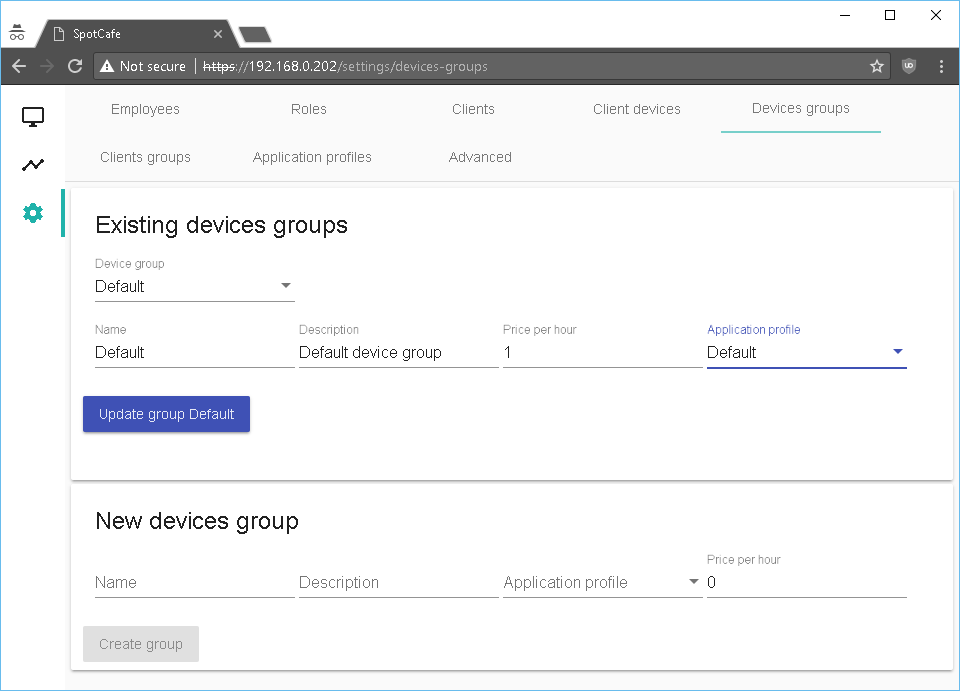 SpotCafe
Not secure | https://192.168.0.202/settings/devices-groups
Employees Roles Clients Client devices Devices groups
Clients groups Application profiles Advanced
Existing devices groups
Device group
Default
Name Description Price per hour Application profile
Default Default device group 1 Default
Update group Default
New devices group
Price per hour
Name Description Application profile 0
Create group